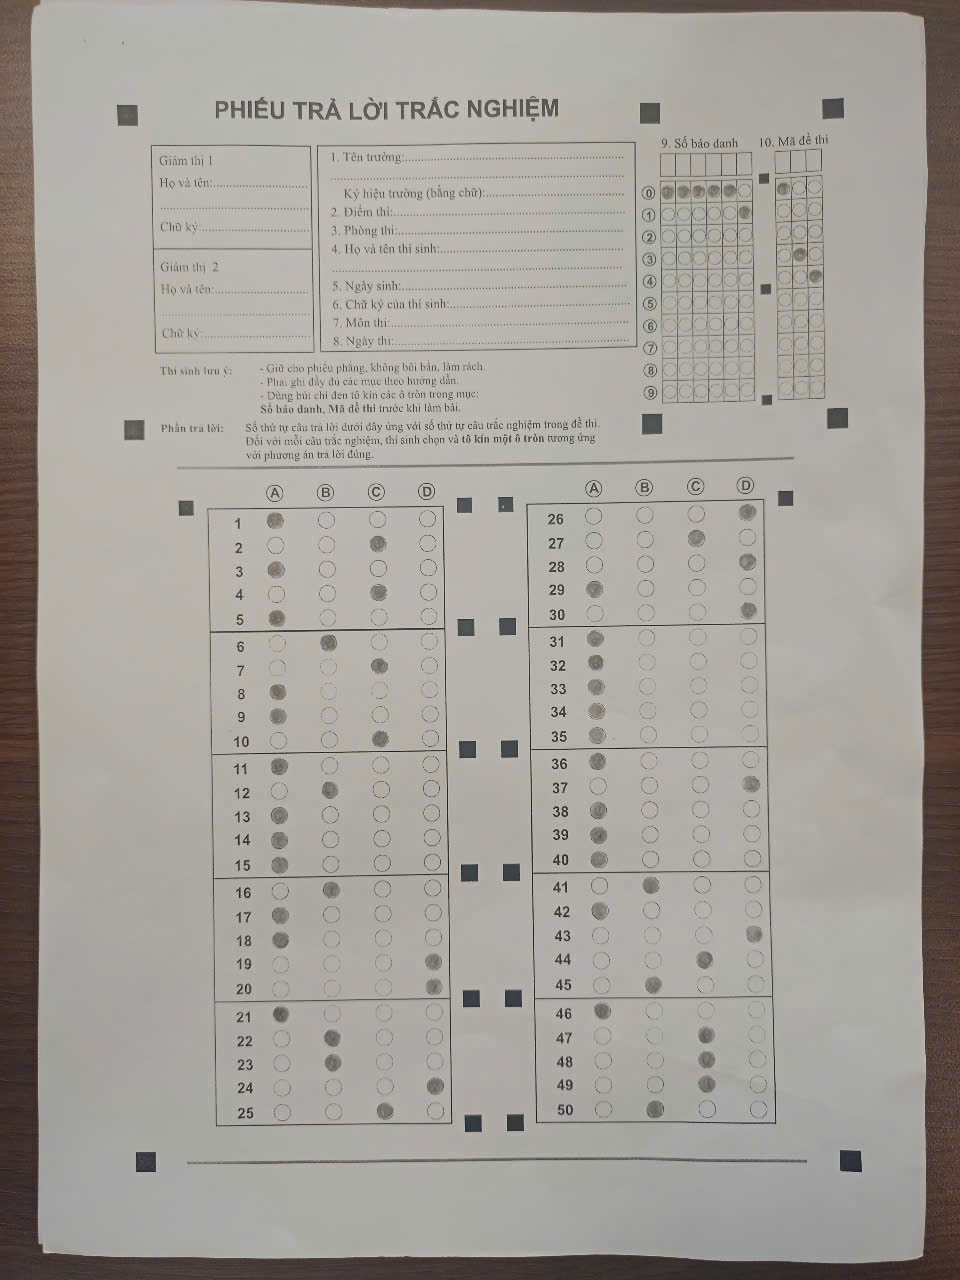 PHIẾU TRẢ LỜI TRẮC NGHIỆM
Giám thị 1
Họ và tên:
Chữ ký:
Giám thị 2
Họ và tên:
Chữ ký:
1. Tên trường:
Ký hiệu trường (bằng chữ):
2. Điểm thi:
3. Phòng thi:
4. Họ và tên thí sinh:
5. Ngày sinh:
6. Chữ ký của thí sinh:
7. Môn thi:
8. Ngày thi:
9. Số báo danh
10. Mã đề thi
0
1
2
3
4
5
6
7
8
9
Thí sinh lưu ý:
- Giữ cho phiếu phẳng, không bôi bẩn, làm rách.
- Phải ghi đầy đủ các mục theo hướng dẫn.
- Dùng bút chì đen tô kín các ô tròn trong mục:
Số báo danh, Mã đề thi trước khi làm bài.
Phần trả lời:
Số thứ tự câu trả lời dưới đây ứng với số thứ tự câu trắc nghiệm trong đề thi.
Đối với mỗi câu trắc nghiệm, thí sinh chọn và tô kín một ô tròn tương ứng
với phương án trả lời đúng.
A B C D
1
2
3
4
5
6
7
8
9
10
11
12
13
14
15
16
17
18
19
20
21
22
23
24
25
A B C D
26
27
28
29
30
31
32
33
34
35
36
37
38
39
40
41
42
43
44
45
46
47
48
49
50